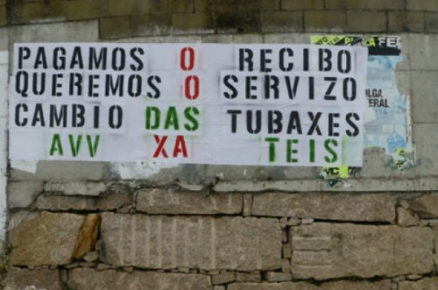 PAGAMOS O RECIBO
QUEREMOS O SERVIZO
CAMBIO DAS TUBAXES
AVV XA TEIS